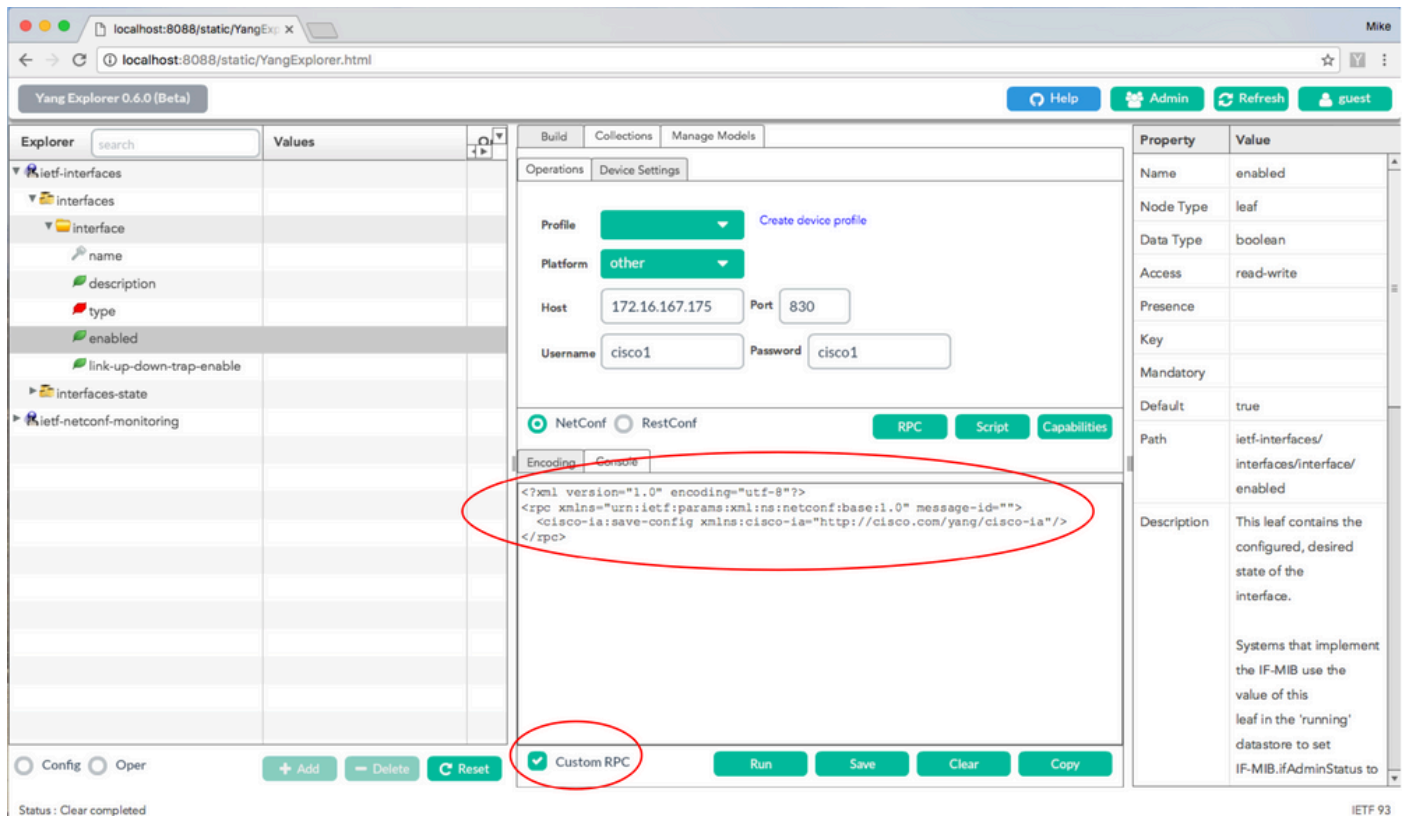 localhost:8088/static/YangExp
Mike
localhost:8088/static/YangExplorer.html
Yang Explorer 0.6.0 (Beta)
Help
Admin
Refresh
guest
Explorer
search
Values
ietf-interfaces
interfaces
interface
name
description
type
enabled
link-up-down-trap-enable
interfaces-state
ietf-netconf-monitoring
Config
Oper
Add
Delete
Reset
Status : Clear completed
Build
Collections
Manage Models
Operations
Device Settings
Profile
Create device profile
Platform
other
Host
172.16.167.175
Port
830
Username
cisco1
Password
cisco1
NetConf
RestConf
RPC
Script
Capabilities
Encoding
Console
<?xml version="1.0" encoding="utf-8"?>
<rpc xmlns="urn:ietf:params:xml:ns:netconf:base:1.0" message-id="">
<cisco-ia:save-config xmlns:cisco-ia="http://cisco.com/yang/cisco-ia"/>
</rpc>
Custom RPC
Run
Save
Clear
Copy
Property
Value
Name
enabled
Node Type
leaf
Data Type
boolean
Access
read-write
Presence
Key
Mandatory
Default
true
Path
ietf-interfaces/
interfaces/interface/
enabled
Description
This leaf contains the
configured, desired
state of the
interface.
Systems that implement
the IF-MIB use the
value of this
leaf in the 'running'
datastore to set
IF-MIB.ifAdminStatus to
IETF 93